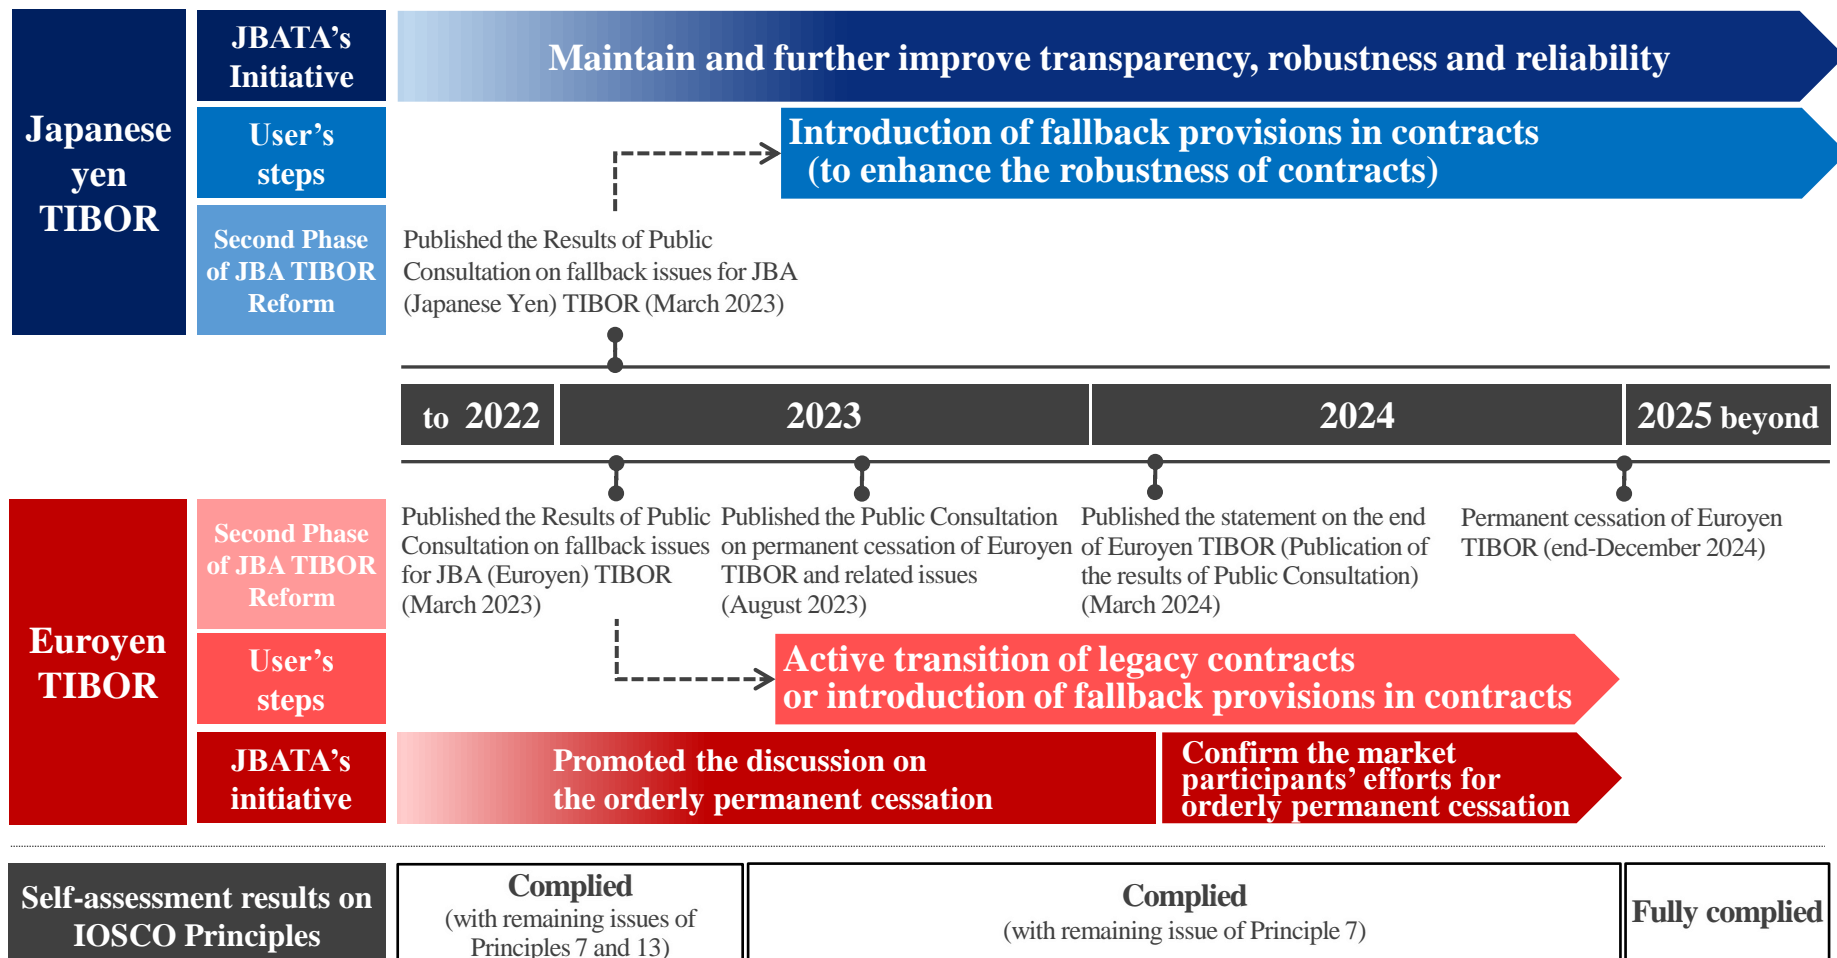 Japanese
yen
TIBOR
JBATA's
Initiative
Maintain and further improve transparency, robustness and reliability
User's
steps
Introduction of fallback provisions in contracts
(to enhance the robustness of contracts)
Second Phase
of JBA TIBOR
Reform
Published the Results of Public
Consultation on fallback issues for JBA
(Japanese Yen) TIBOR (March 2023)
to 2022
2023
2024
2025 beyond
Euroyen
TIBOR
Second Phase
of JBA TIBOR
Reform
Published the Results of Public
Consultation on fallback issues
for JBA (Euroyen) TIBOR
(March 2023)
Published the Public Consultation
on permanent cessation of Euroyen
TIBOR and related issues
(August 2023)
Published the statement on the end
of Euroyen TIBOR (Publication of
the results of Public Consultation)
(March 2024)
Permanent cessation of Euroyen
TIBOR (end-December 2024)
User's
steps
Active transition of legacy contracts
or introduction of fallback provisions in contracts
JBATA's
initiative
Promoted the discussion on
the orderly permanent cessation
Confirm the market
participants' efforts for
orderly permanent cessation
Self-assessment results on
IOSCO Principles
Complied
(with remaining issues of
Principles 7 and 13)
Complied
(with remaining issue of Principle 7)
Fully complied